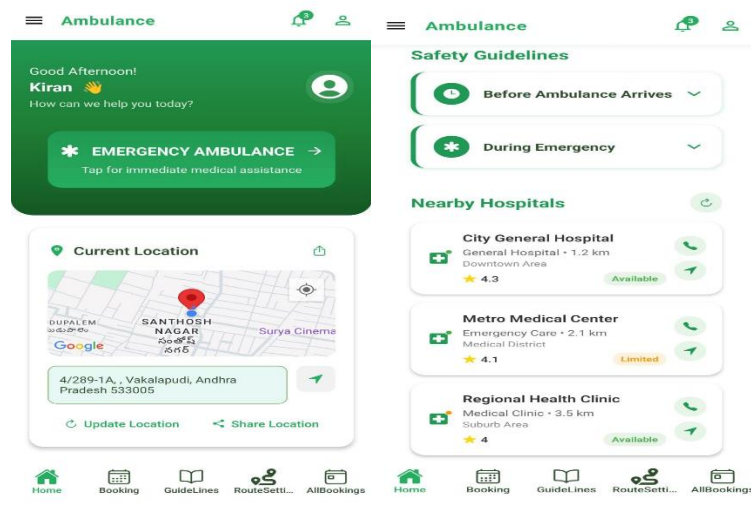 Ambulance
3
Good Afternoon!
Kiran 👋
How can we help you today?
EMERGENCY AMBULANCE →
Tap for immediate medical assistance
Current Location
DUPALEM
SANTHOSH
NAGAR
సంతోష్
నగర్
Surya Cinema
Google
4/289-1A, , Vakalapudi, Andhra
Pradesh 533005
Update Location
Share Location
Home
Booking
GuideLines
RouteSetti...
AllBookings
Ambulance
3
Safety Guidelines
Before Ambulance Arrives
During Emergency
Nearby Hospitals
City General Hospital
General Hospital • 1.2 km
Downtown Area
4.3
Available
Metro Medical Center
Emergency Care • 2.1 km
Medical District
4.1
Limited
Regional Health Clinic
Medical Clinic • 3.5 km
Suburb Area
4
Available
Home
Booking
GuideLines
RouteSetti...
AllBookings